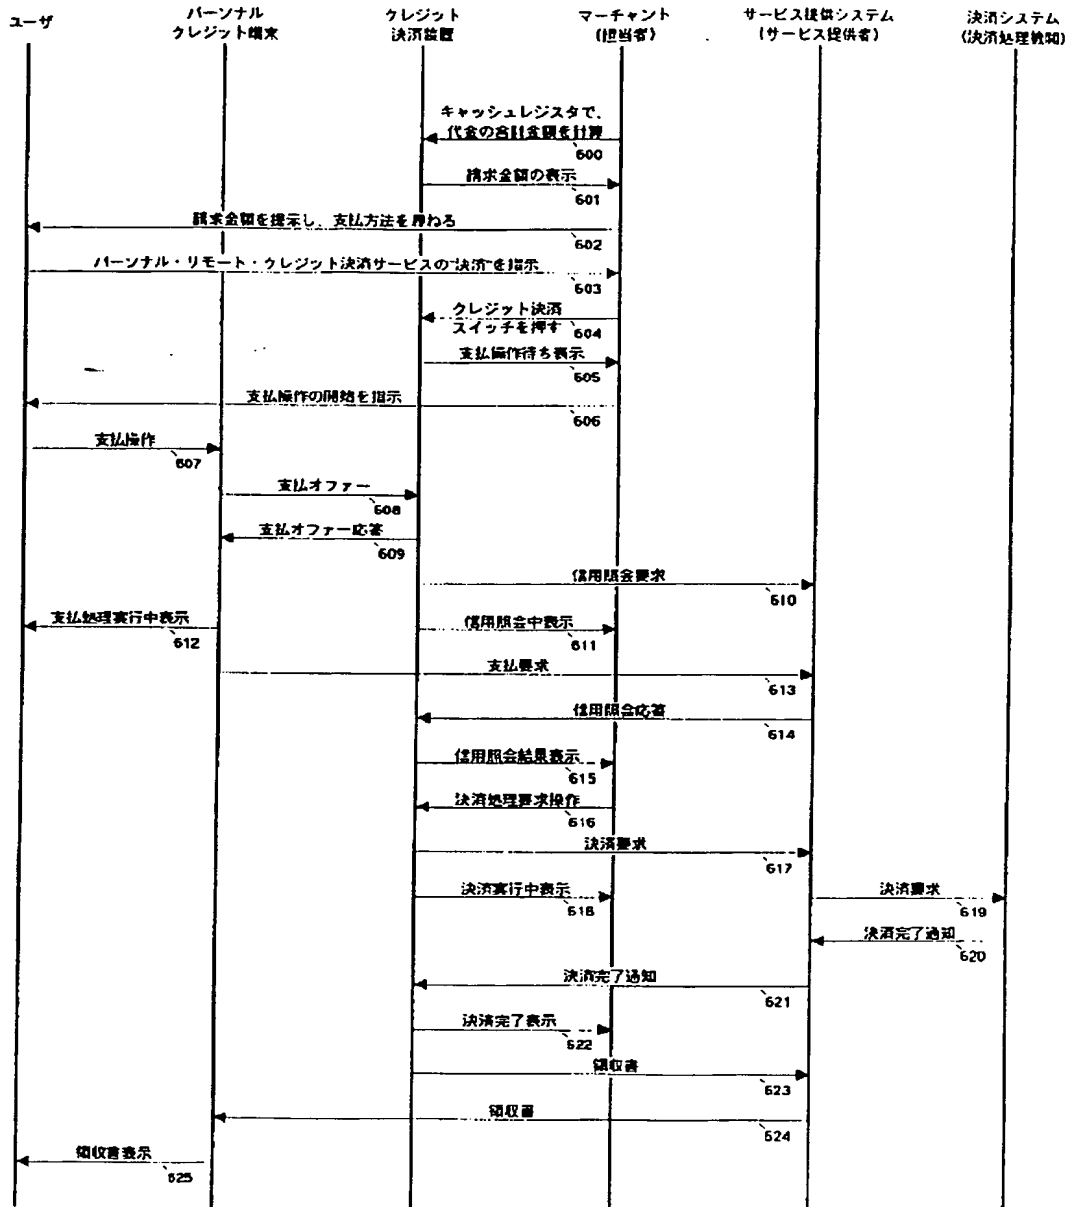 ユーザ
パーソナル
クレジット端末
クレジット
決済装置
マーチャント
(担当者)
サービス提供システム
(サービス提供者)
決済システム
(決済処理機関)
キャッシュレジスタで、
代金の合計金額を計算
600
請求金額の表示
601
請求金額を提示し、支払方法を尋ねる
602
パーソナル・リモート・クレジット決済サービスの"決済"を指示
603
クレジット決済
スイッチを押す
604
支払操作待ち表示
605
支払操作の開始を指示
606
支払操作
607
支払オファー
608
支払オファー応答
609
信用照会要求
610
支払処理実行中表示
612
信用照会中表示
611
支払要求
613
信用照会応答
614
信用照会結果表示
615
決済処理要求操作
616
決済要求
617
決済実行中表示
618
決済要求
619
決済完了通知
620
決済完了通知
621
決済完了表示
622
領収書
623
領収書
624
領収書表示
625